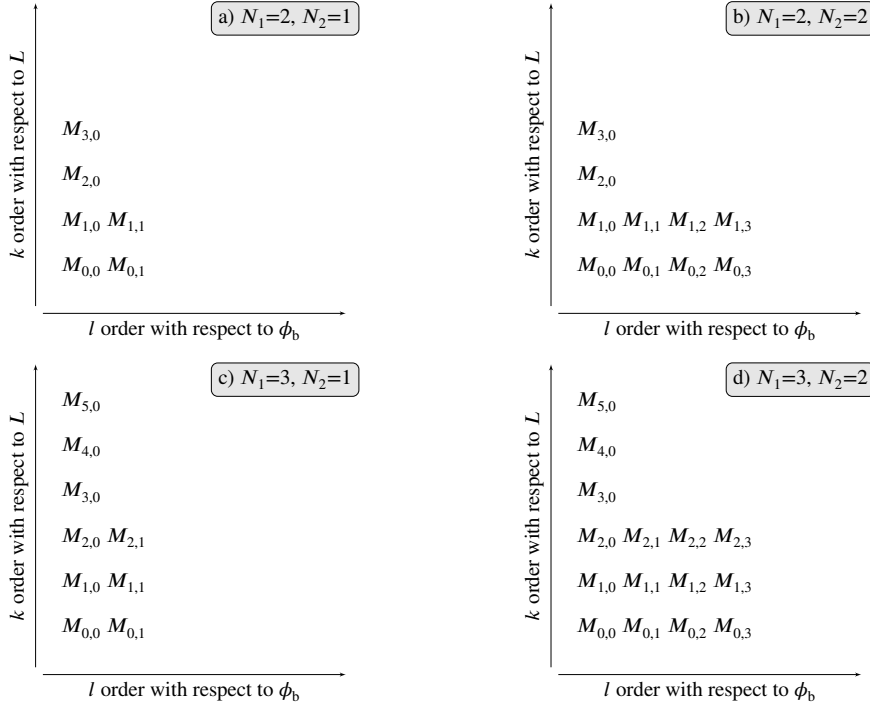 a) N₁=2, N₂=1
k order with respect to L
M₃,₀
M₂,₀
M₁,₀ M₁,₁
M₀,₀ M₀,₁
l order with respect to ϕb
b) N₁=2, N₂=2
k order with respect to L
M₃,₀
M₂,₀
M₁,₀ M₁,₁ M₁,₂ M₁,₃
M₀,₀ M₀,₁ M₀,₂ M₀,₃
l order with respect to ϕb
c) N₁=3, N₂=1
k order with respect to L
M₅,₀
M₄,₀
M₃,₀
M₂,₀ M₂,₁
M₁,₀ M₁,₁
M₀,₀ M₀,₁
l order with respect to ϕb
d) N₁=3, N₂=2
k order with respect to L
M₅,₀
M₄,₀
M₃,₀
M₂,₀ M₂,₁ M₂,₂ M₂,₃
M₁,₀ M₁,₁ M₁,₂ M₁,₃
M₀,₀ M₀,₁ M₀,₂ M₀,₃
l order with respect to ϕb